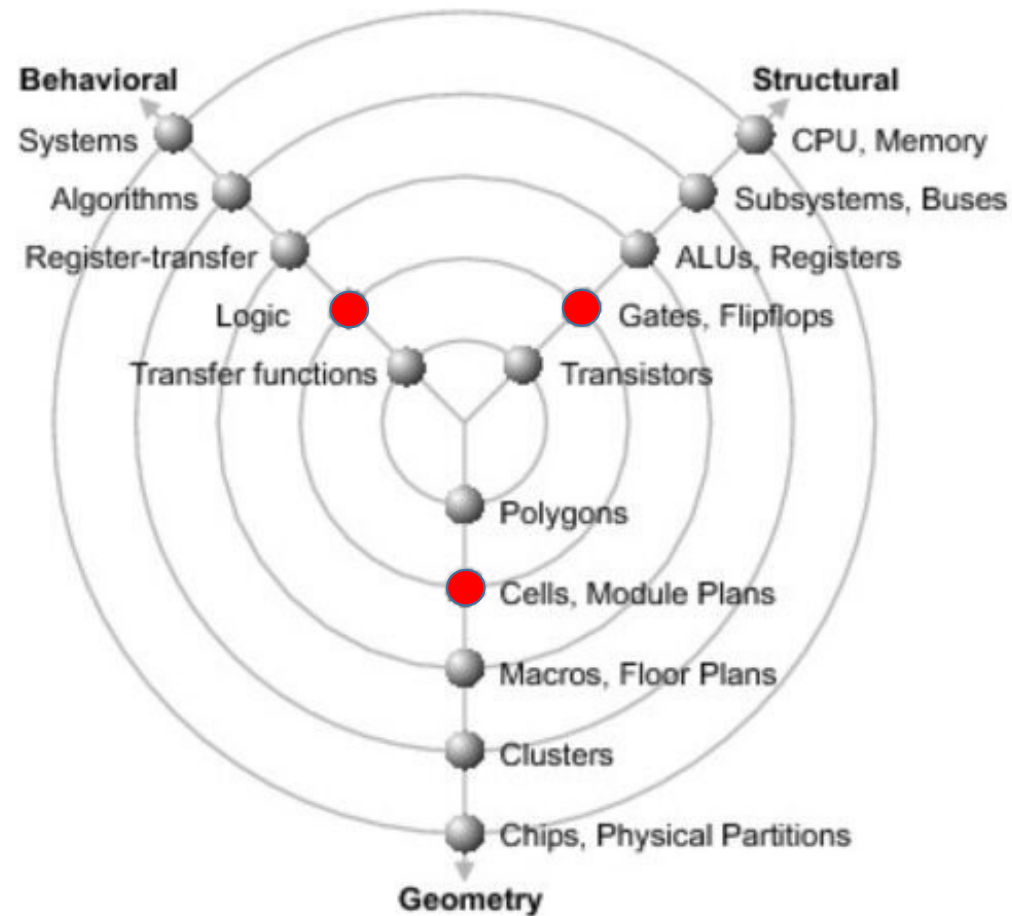 Behavioral
Structural
Systems
CPU, Memory
Algorithms
Subsystems, Buses
Register-transfer
ALUs, Registers
Logic
Gates, Flipflops
Transfer functions
Transistors
Polygons
Cells, Module Plans
Macros, Floor Plans
Clusters
Chips, Physical Partitions
Geometry